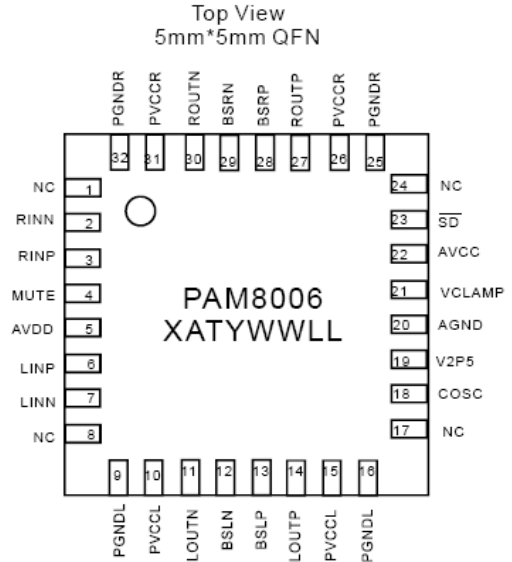 Top View
5mm*5mm QFN
PGNDR PVCCR ROUTN BSRN BSRP ROUTP PVCCR PGNDR
32 31 30 29 28 27 26 25
NC 1 24 NC
RINN 2 23 SD
RINP 3 22 AVCC
MUTE 4 21 VCLAMP
PAM8006
AVDD 5 20 AGND
XATYWWLL
LINP 6 19 V2P5
LINN 7 18 COSC
NC 8 17 NC
9 10 11 12 13 14 15 16
PGNDL PVCCL LOUTN BSLN BSLP LOUTP PVCCL PGNDL